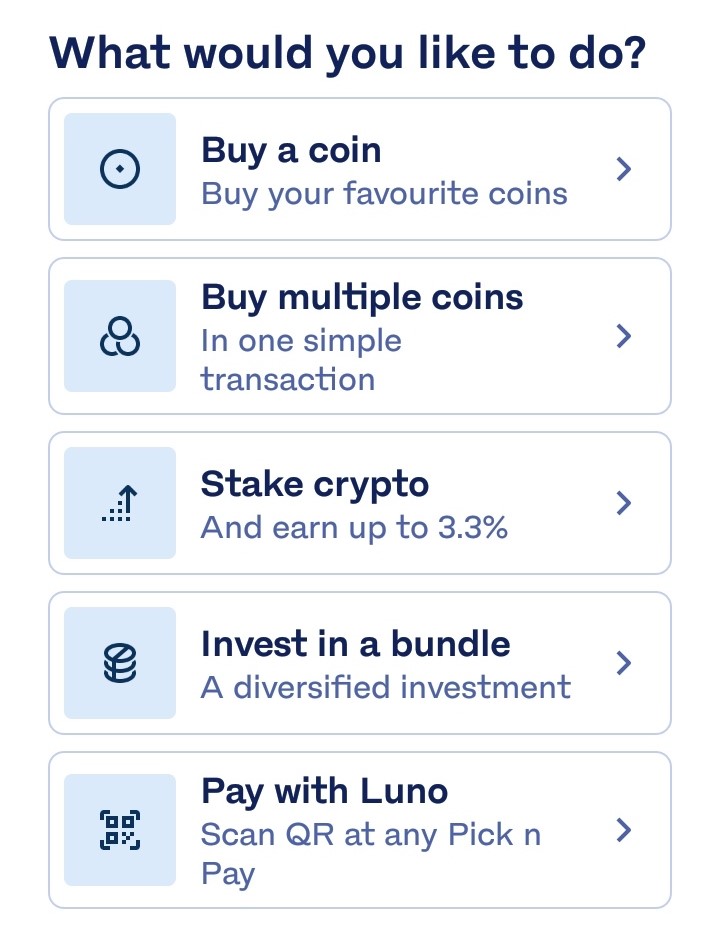 What would you like to do?
Buy a coin
Buy your favourite coins
Buy multiple coins
In one simple
transaction
Stake crypto
And earn up to 3.3%
Invest in a bundle
A diversified investment
Pay with Luno
Scan QR at any Pick n
Pay